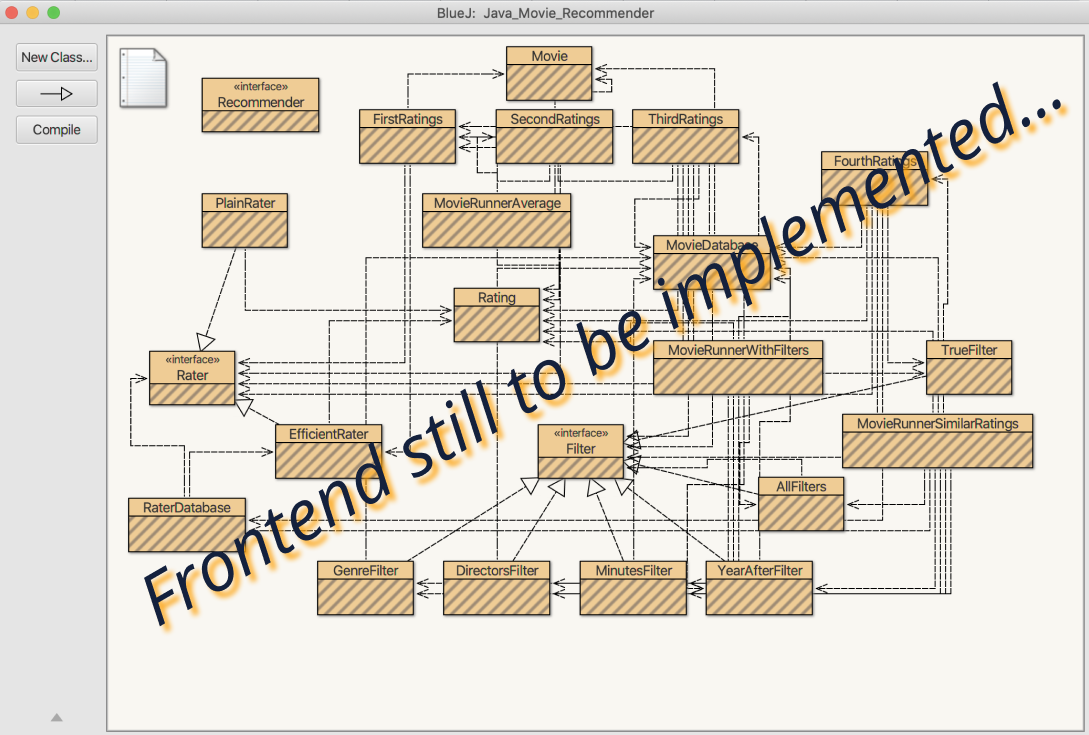 BlueJ: Java_Movie_Recommender
New Class...
Compile
«interface»
Recommender
Movie
FirstRatings
SecondRatings
ThirdRatings
FourthRatings
PlainRater
MovieRunnerAverage
MovieDatabase
Rating
«interface»
Rater
MovieRunnerWithFilters
TrueFilter
EfficientRater
«interface»
Filter
MovieRunnerSimilarRatings
RaterDatabase
AllFilters
GenreFilter
DirectorsFilter
MinutesFilter
YearAfterFilter
Frontend still to be implemented...